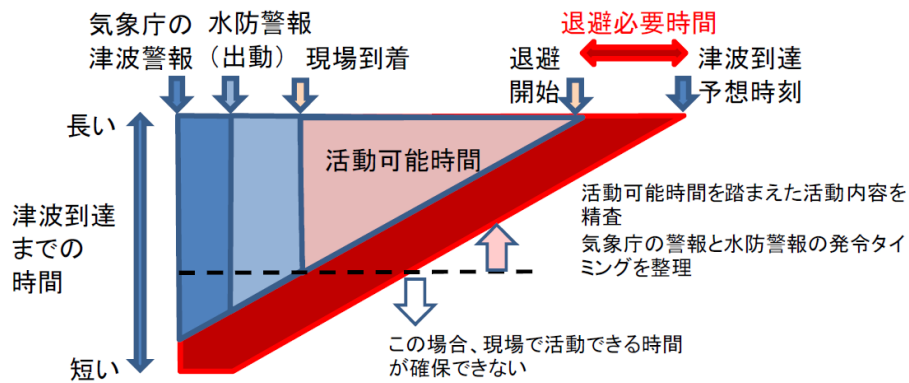 退避必要時間
気象庁の
津波警報
水防警報
（出動）
現場到着
退避
開始
津波到達
予想時刻
長い
活動可能時間
津波到達
までの
時間
短い
活動可能時間を踏まえた活動内容を
精査
気象庁の警報と水防警報の発令タイ
ミングを整理
この場合、現場で活動できる時間
が確保できない